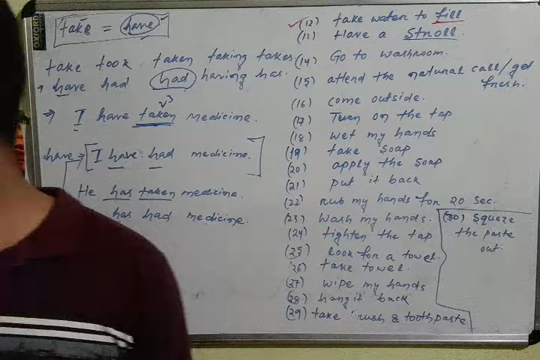 OXFORD
take = have
take took taken taking takes
→ have had had having has
V3
⇒ I have taken medicine
have → I have had medicine.
He has taken medicine.
has had medicine.
(12) take water to fill
(13) Have a stroll.
(14) Go to washroom.
(15) attend the natural call/get fresh.
(16) come outside.
(17) Turn on the tap
(18) wet my hands
(19) take soap
(20) apply the soap
(21) put it back
(22) rub my hands for 20 sec.
(23) wash my hands.
(24) tighten the tap
(25) look for a towel
(26) take towel.
(27) wipe my hands
(28) hang it back
(29) take & toothpaste
(30) Squeze
the paste
out.